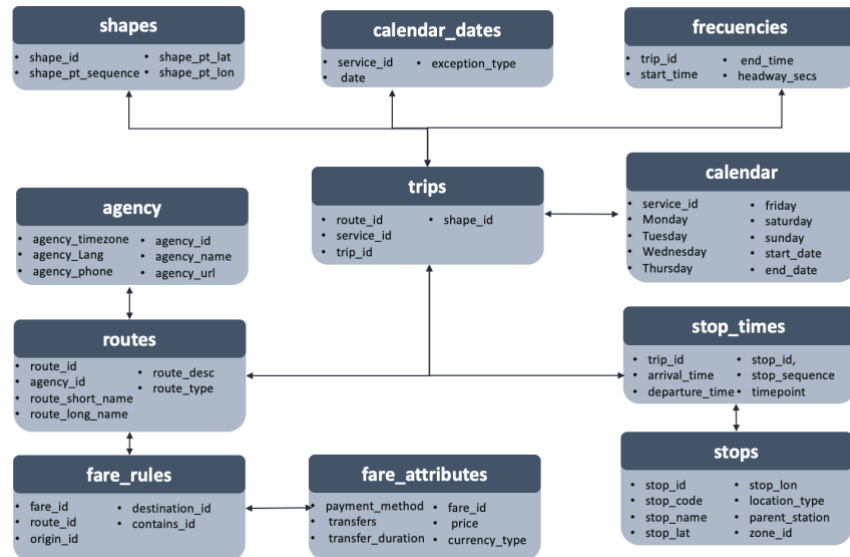 shapes
• shape_id
• shape_pt_sequence
• shape_pt_lat
• shape_pt_lon
calendar_dates
• service_id
• date
• exception_type
frecuencies
• trip_id
• start_time
• end_time
• headway_secs
trips
• route_id
• service_id
• trip_id
• shape_id
calendar
• service_id
• Monday
• Tuesday
• Wednesday
• Thursday
• friday
• saturday
• sunday
• start_date
• end_date
agency
• agency_timezone
• agency_Lang
• agency_phone
• agency_id
• agency_name
• agency_url
routes
• route_id
• agency_id
• route_short_name
• route_long_name
• route_desc
• route_type
stop_times
• trip_id
• arrival_time
• departure_time
• stop_id,
• stop_sequence
• timepoint
fare_rules
• fare_id
• route_id
• origin_id
• destination_id
• contains_id
fare_attributes
• payment_method
• transfers
• transfer_duration
• fare_id
• price
• currency_type
stops
• stop_id
• stop_code
• stop_name
• stop_lat
• stop_lon
• location_type
• parent_station
• zone_id